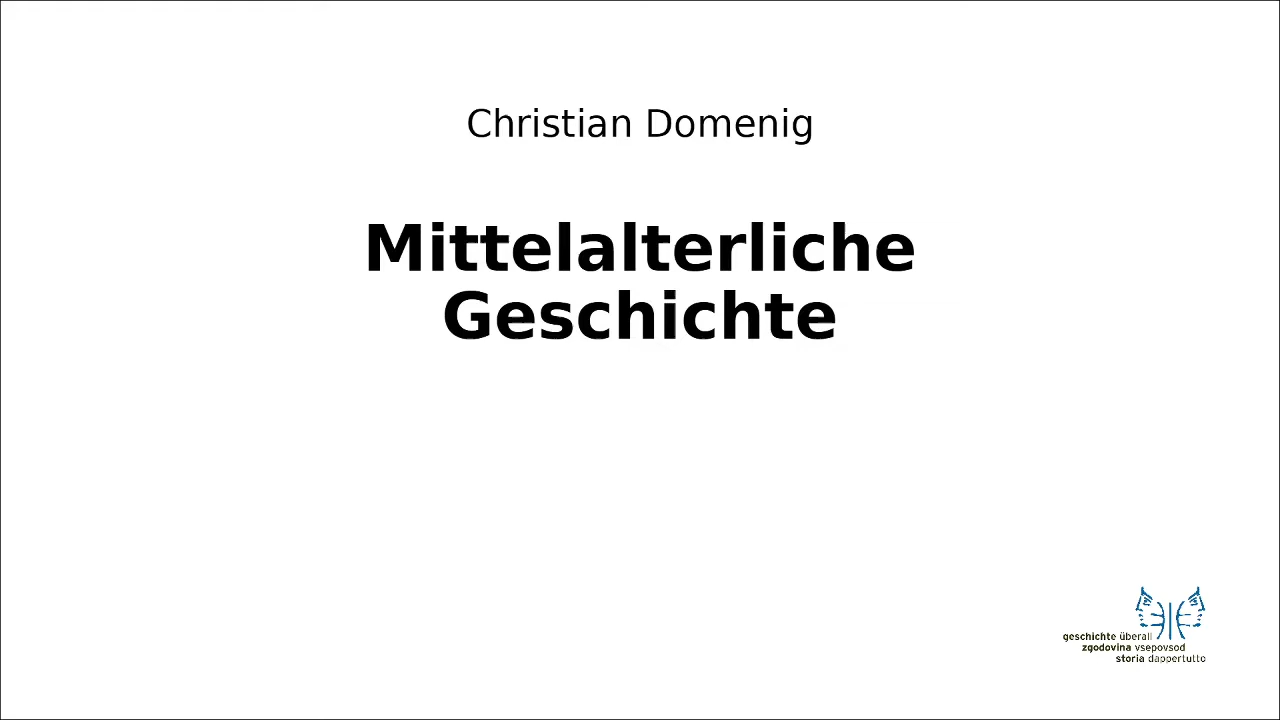 Christian Domenig
Mittelalterliche
Geschichte
geschichte überall
zgodovina vsepovsod
storia dappertutto